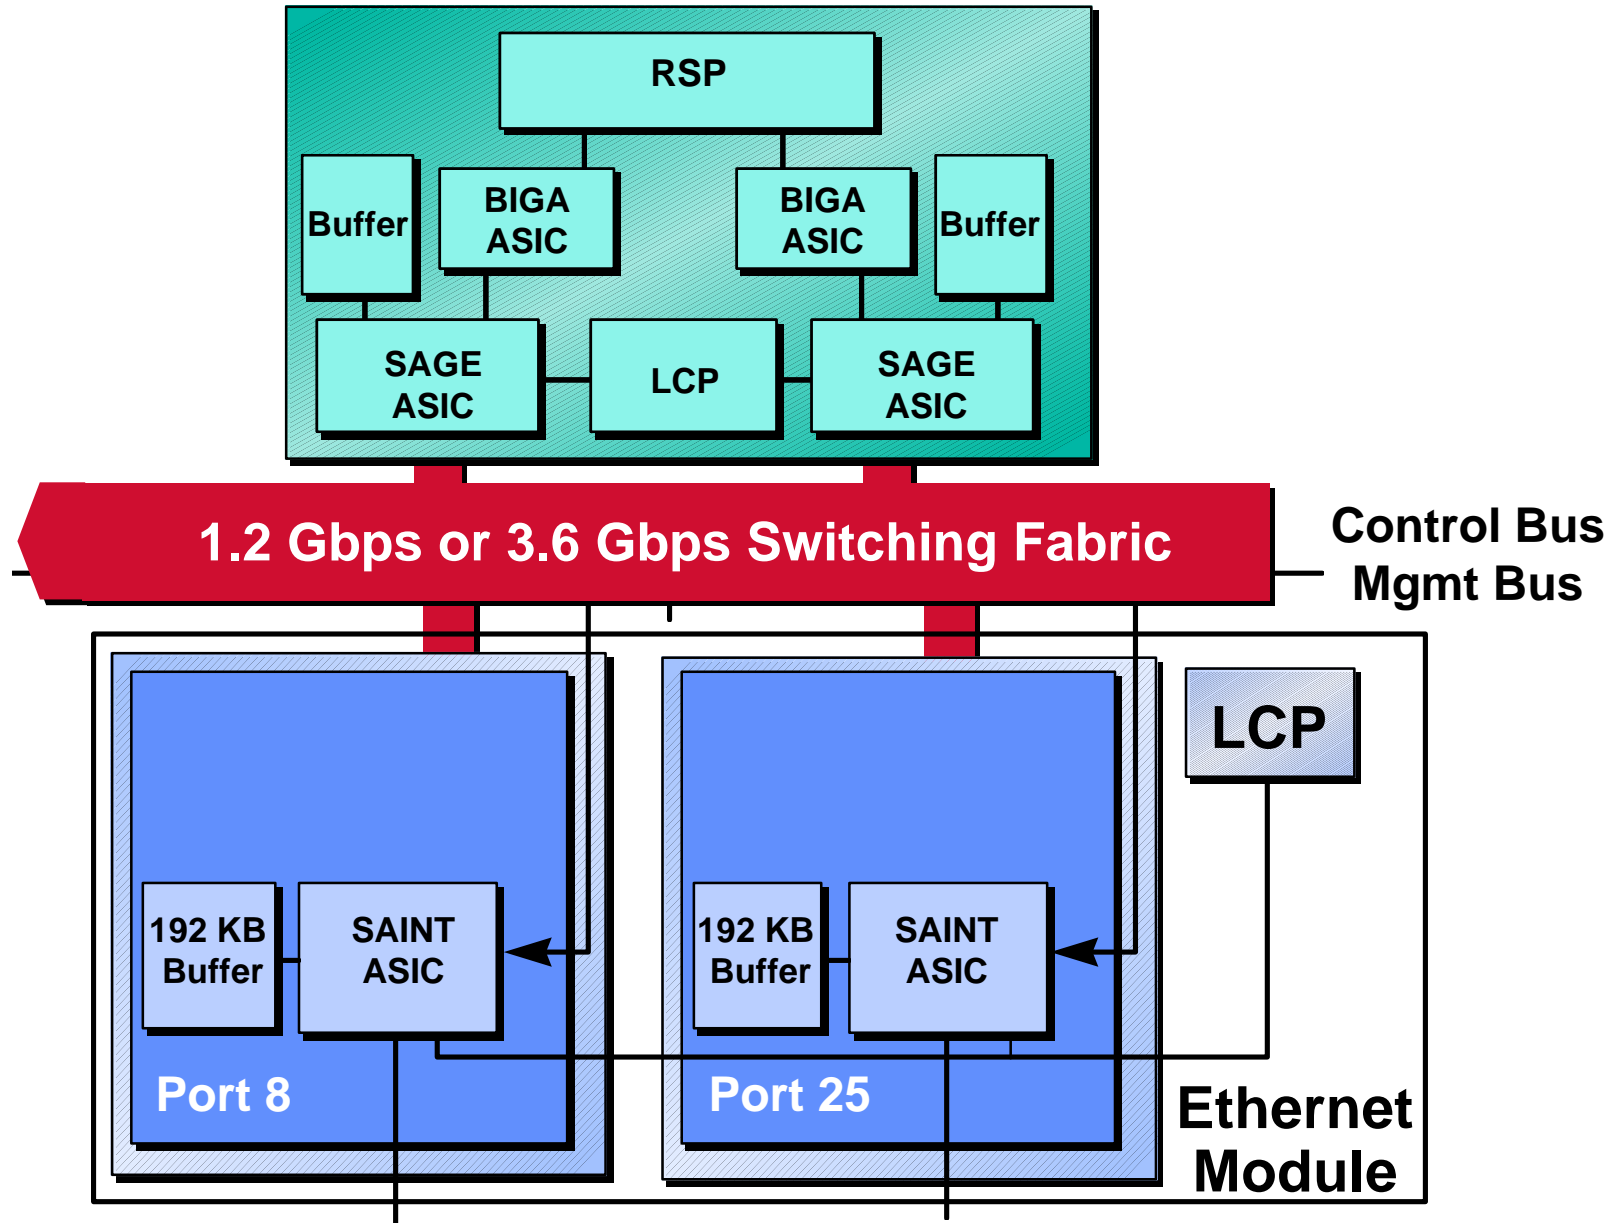 RSP
Buffer
BIGA
ASIC
BIGA
ASIC
Buffer
SAGE
ASIC
LCP
SAGE
ASIC
1.2 Gbps or 3.6 Gbps Switching Fabric
Control Bus
Mgmt Bus
LCP
192 KB
Buffer
SAINT
ASIC
192 KB
Buffer
SAINT
ASIC
Port 8
Port 25
Ethernet
Module